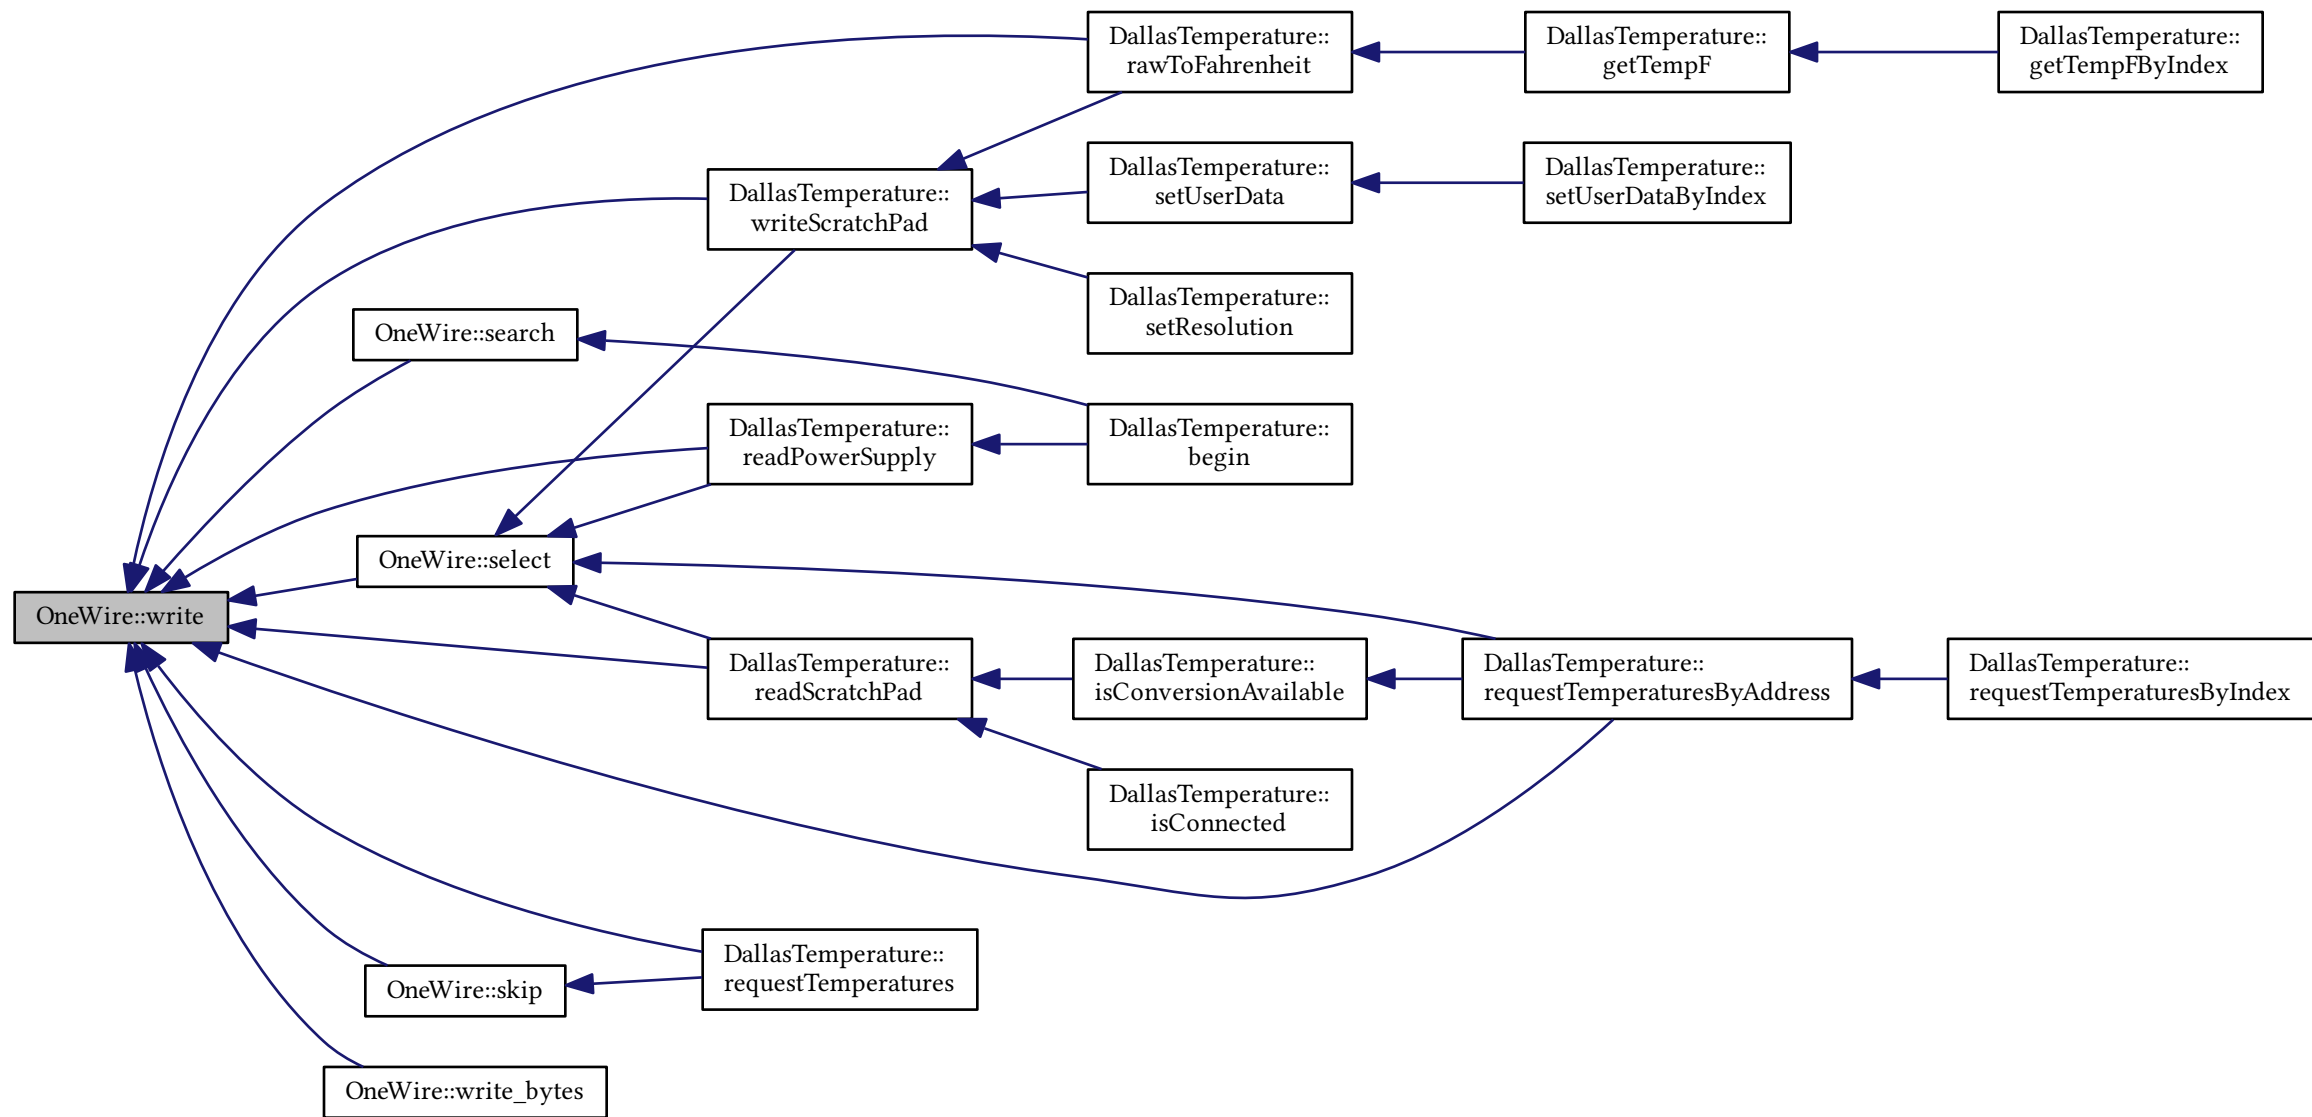 DallasTemperature::
rawToFahrenheit
DallasTemperature::
getTempF
DallasTemperature::
getTempFByIndex
DallasTemperature::
writeScratchPad
DallasTemperature::
setUserData
DallasTemperature::
setUserDataByIndex
DallasTemperature::
setResolution
OneWire::search
DallasTemperature::
readPowerSupply
DallasTemperature::
begin
OneWire::select
OneWire::write
DallasTemperature::
readScratchPad
DallasTemperature::
isConversionAvailable
DallasTemperature::
requestTemperaturesByAddress
DallasTemperature::
requestTemperaturesByIndex
DallasTemperature::
isConnected
DallasTemperature::
requestTemperatures
OneWire::skip
OneWire::write_bytes